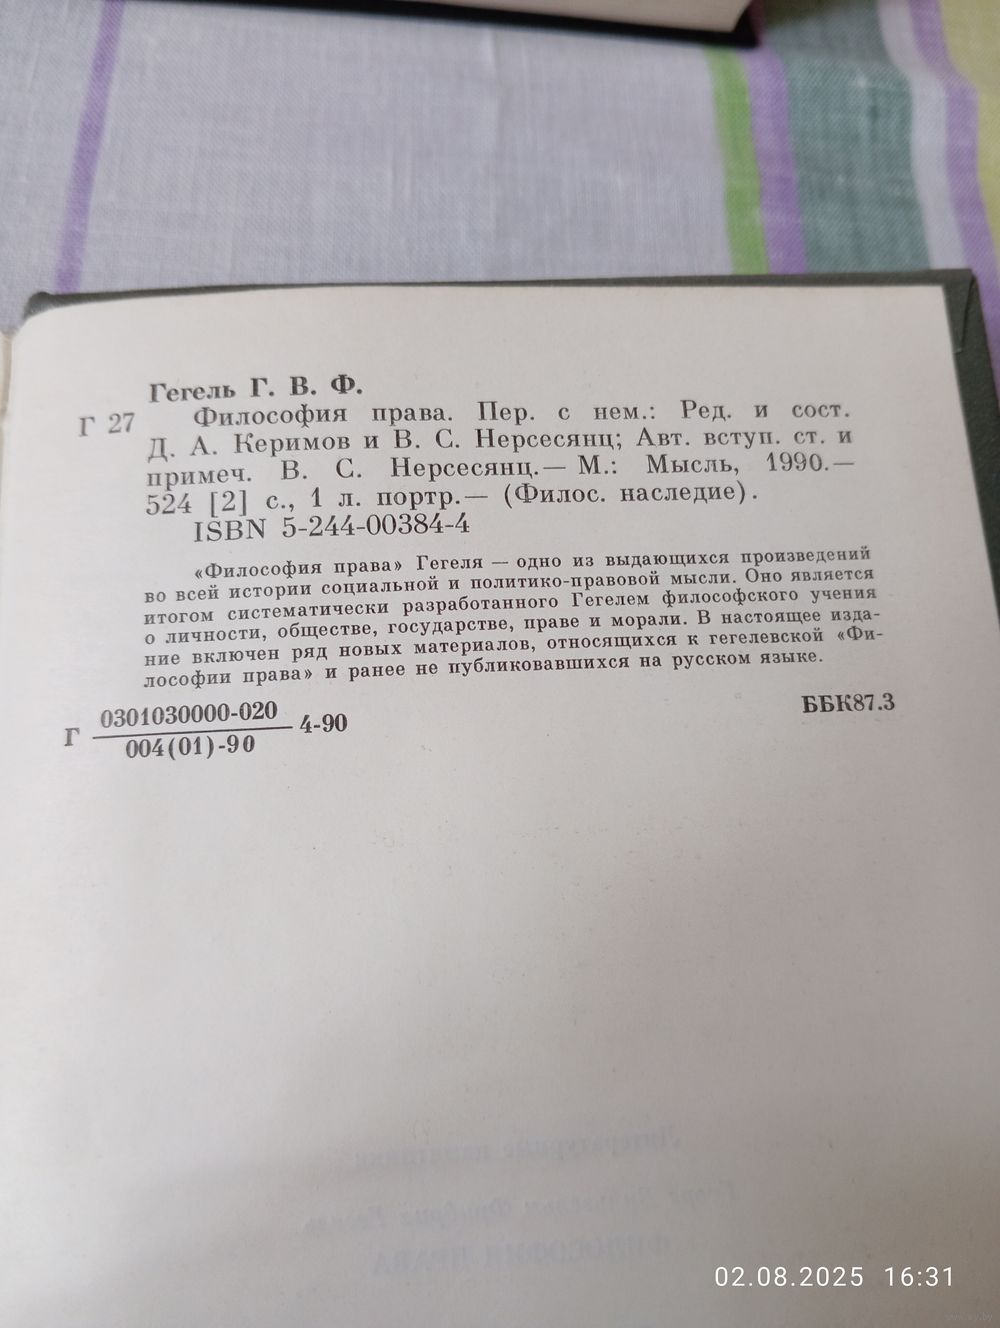 Гегель Г. В. Ф.
Г 27 Философия права. Пер. с нем.: Ред. и сост.
Д. А. Керимов и В. С. Нерсесянц; Авт. вступ. ст. и
примеч. В. С. Нерсесянц.— М.: Мысль, 1990.—
524 [2] с., 1 л. портр.— (Филос. наследие).
ISBN 5-244-00384-4
«Философия права» Гегеля — одно из выдающихся произведений
во всей истории социальной и политико-правовой мысли. Оно является
итогом систематически разработанного Гегелем философского учения
о личности, обществе, государстве, праве и морали. В настоящее изда-
ние включен ряд новых материалов, относящихся к гегелевской «Фи-
лософии права» и ранее не публиковавшихся на русском языке.
Г 0301030000-020 4-90
004(01)-90
ББК87.3
02.08.2025 16:31